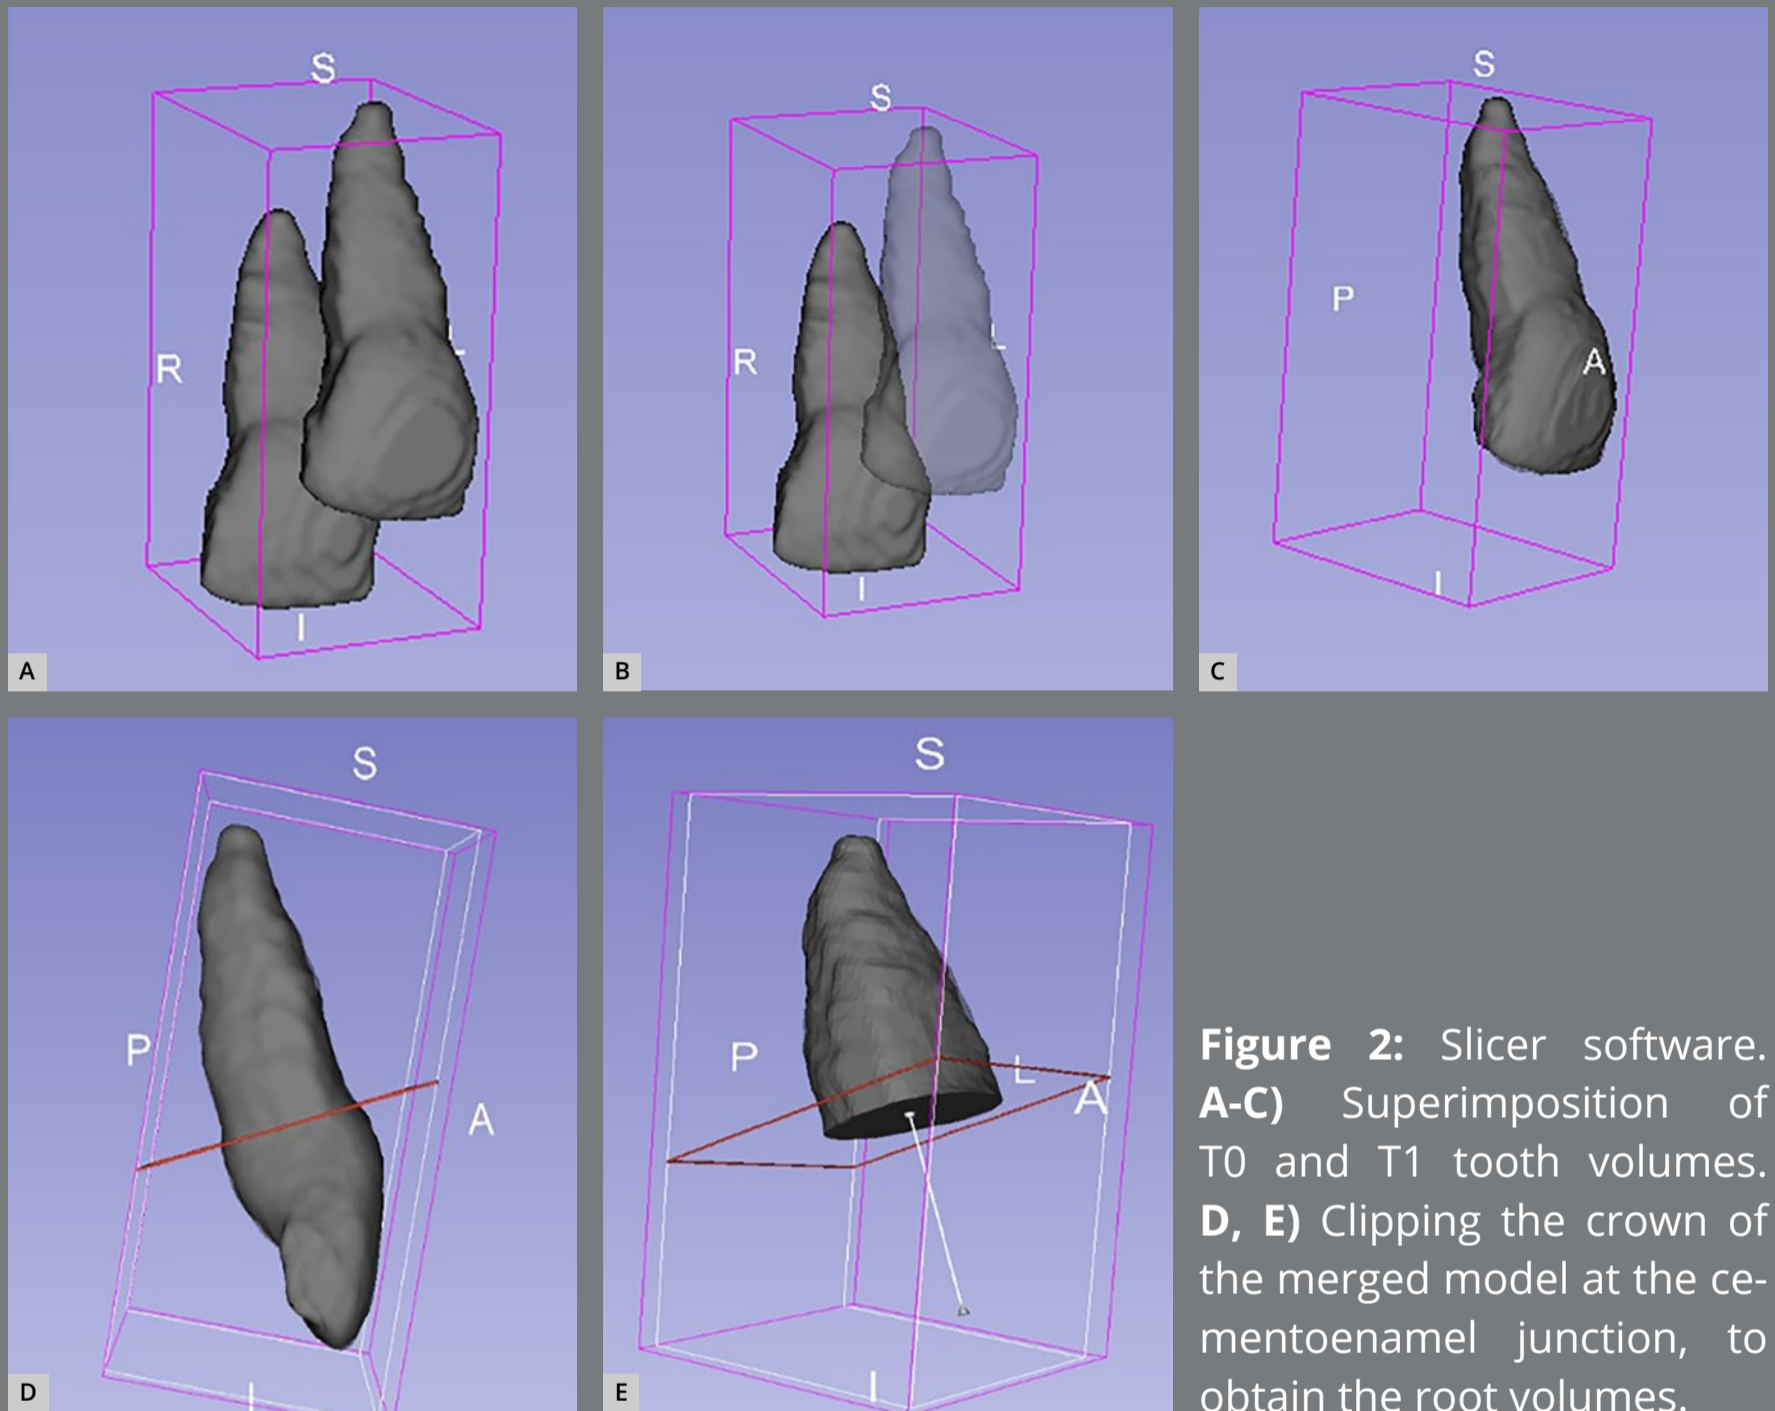 S
R
L
I
A
S
R
L
I
B
S
P
A
I
C
S
P
A
I
D
S
P
L
A
I
E
Figure 2: Slicer software.
A-C) Superimposition of
T0 and T1 tooth volumes.
D, E) Clipping the crown of
the merged model at the ce-
mentoenamel junction, to
obtain the root volumes.